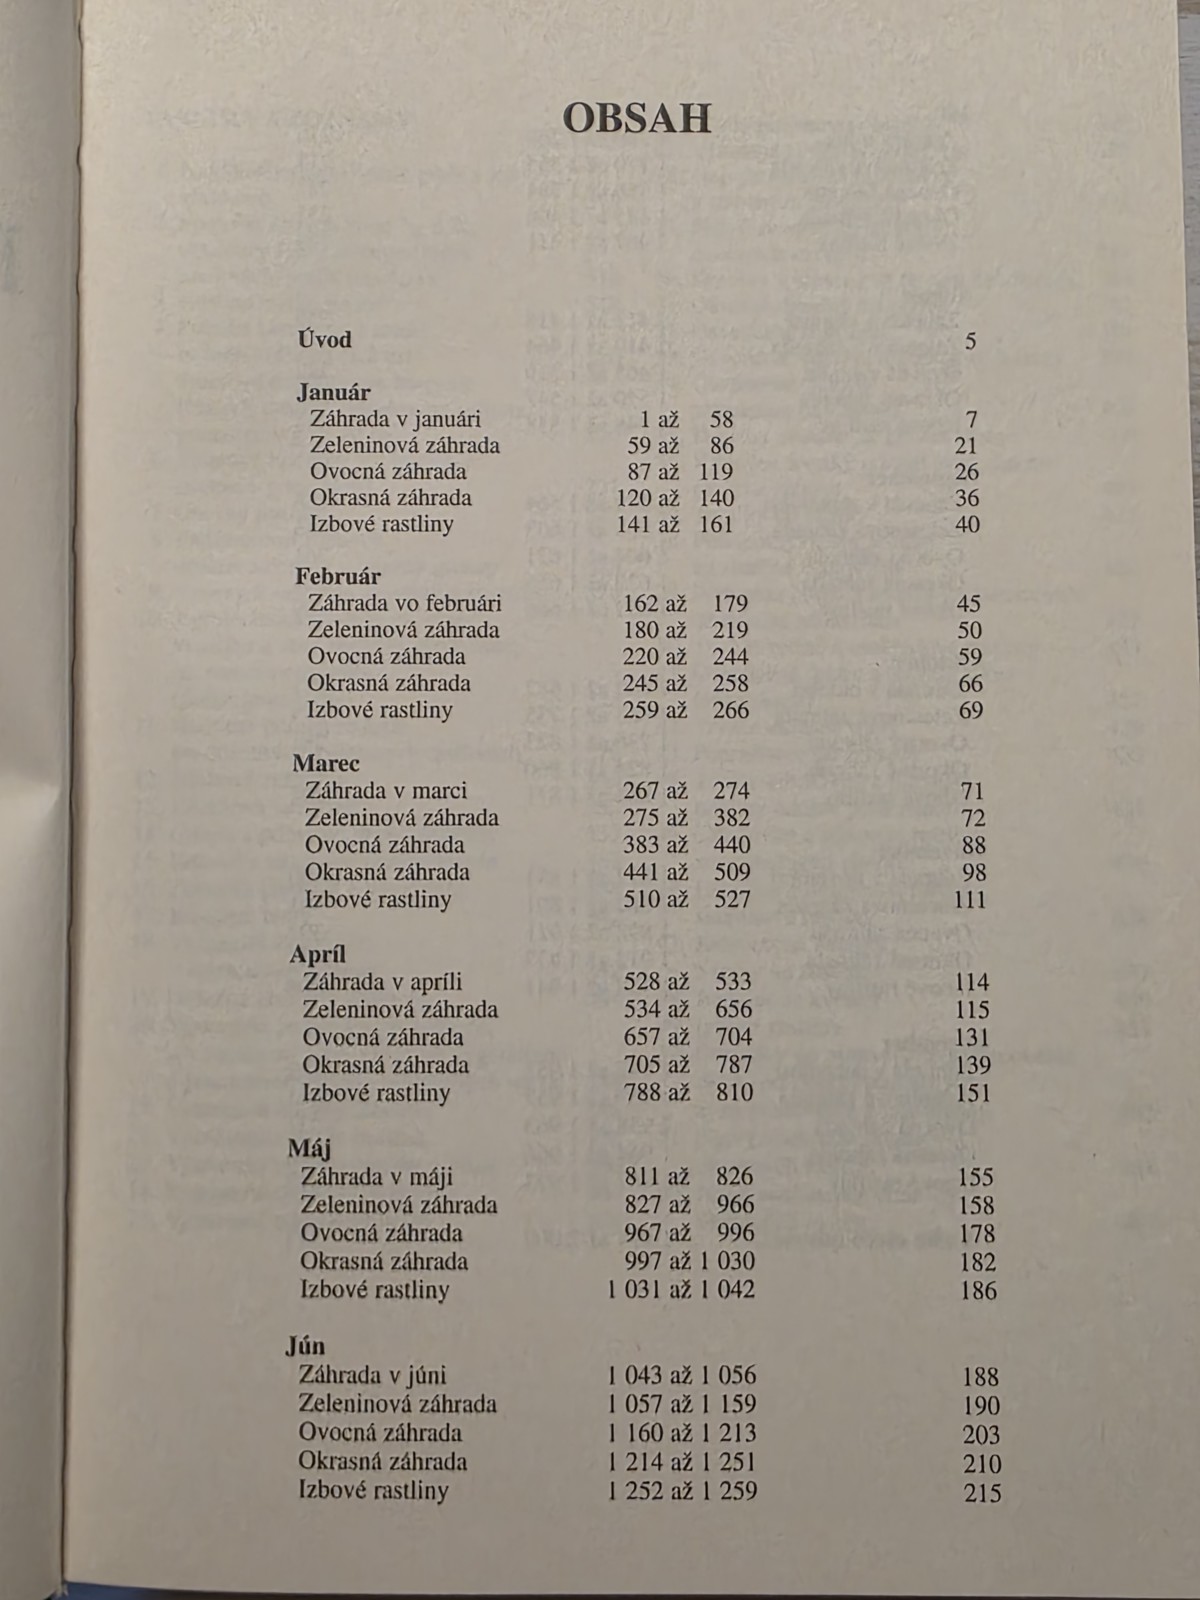 OBSAH
Úvod 5
Január
Záhrada v januári 1 až 58 7
Zeleninová záhrada 59 až 86 21
Ovocná záhrada 87 až 119 26
Okrasná záhrada 120 až 140 36
Izbové rastliny 141 až 161 40
Február
Záhrada vo februári 162 až 179 45
Zeleninová záhrada 180 až 219 50
Ovocná záhrada 220 až 244 59
Okrasná záhrada 245 až 258 66
Izbové rastliny 259 až 266 69
Marec
Záhrada v marci 267 až 274 71
Zeleninová záhrada 275 až 382 72
Ovocná záhrada 383 až 440 88
Okrasná záhrada 441 až 509 98
Izbové rastliny 510 až 527 111
Apríl
Záhrada v apríli 528 až 533 114
Zeleninová záhrada 534 až 656 115
Ovocná záhrada 657 až 704 131
Okrasná záhrada 705 až 787 139
Izbové rastliny 788 až 810 151
Máj
Záhrada v máji 811 až 826 155
Zeleninová záhrada 827 až 966 158
Ovocná záhrada 967 až 996 178
Okrasná záhrada 997 až 1 030 182
Izbové rastliny 1 031 až 1 042 186
Jún
Záhrada v júni 1 043 až 1 056 188
Zeleninová záhrada 1 057 až 1 159 190
Ovocná záhrada 1 160 až 1 213 203
Okrasná záhrada 1 214 až 1 251 210
Izbové rastliny 1 252 až 1 259 215